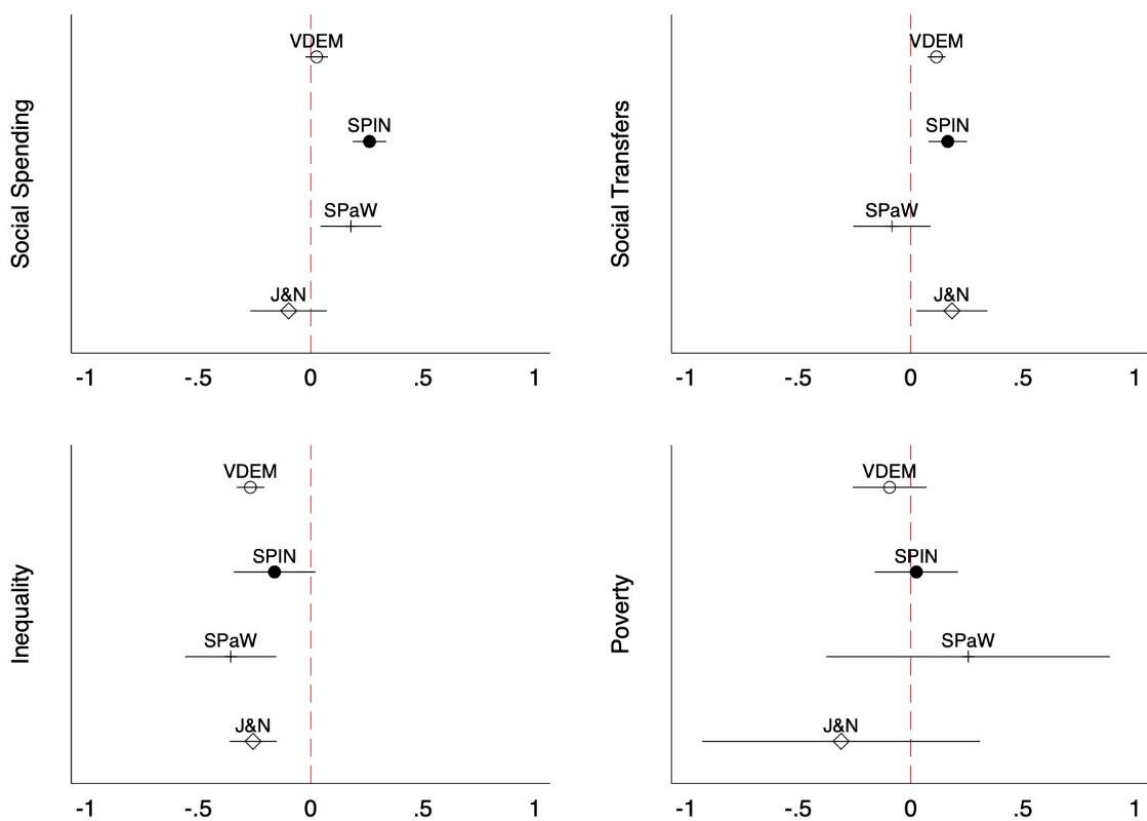 Social Spending
VDEM
SPIN
SPaW
J&N
-1 -.5 0 .5 1
Social Transfers
VDEM
SPIN
SPaW
J&N
-1 -.5 0 .5 1
Inequality
VDEM
SPIN
SPaW
J&N
-1 -.5 0 .5 1
Poverty
VDEM
SPIN
SPaW
J&N
-1 -.5 0 .5 1